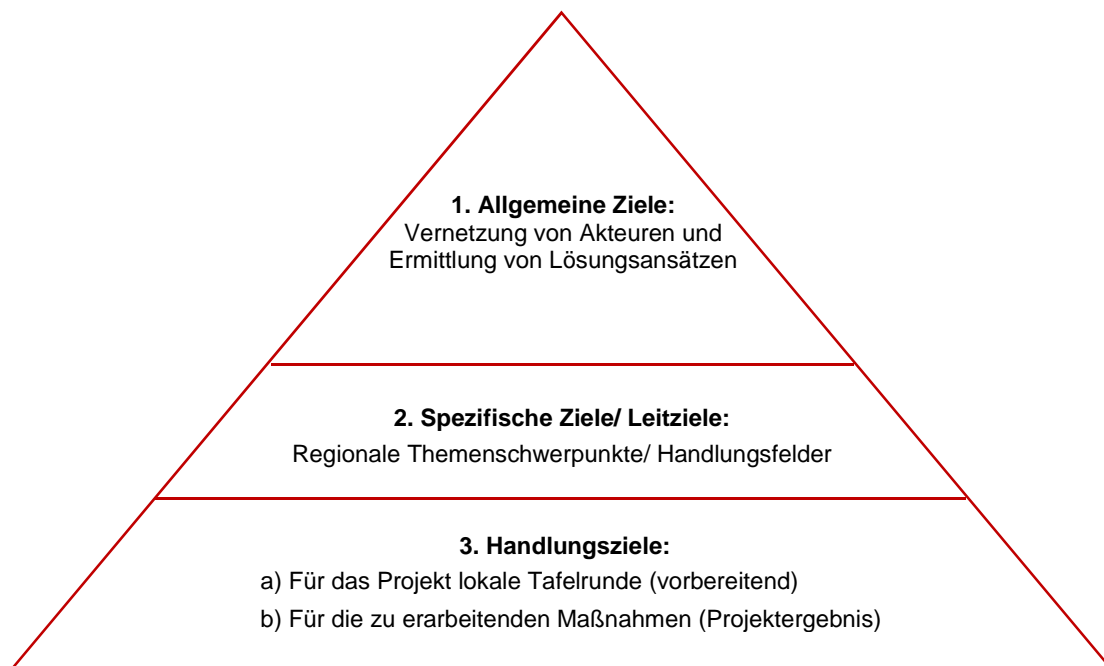 1. Allgemeine Ziele:
Vernetzung von Akteuren und
Ermittlung von Lösungsansätzen
2. Spezifische Ziele/ Leitziele:
Regionale Themenschwerpunkte/ Handlungsfelder
3. Handlungsziele:
a) Für das Projekt lokale Tafelrunde (vorbereitend)
b) Für die zu erarbeitenden Maßnahmen (Projektergebnis)